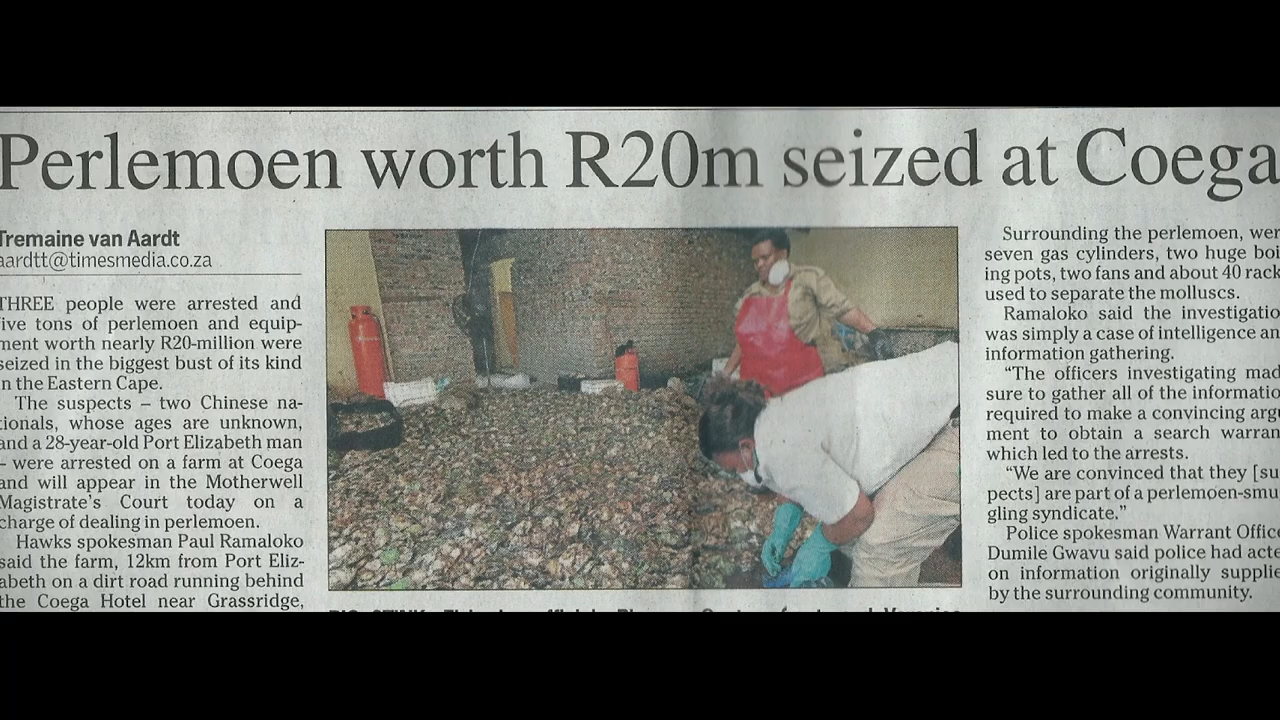 Perlemoen worth R20m seized at Coega
Tremaine van Aardt
aardtt@timesmedia.co.za
THREE people were arrested and
five tons of perlemoen and equip-
ment worth nearly R20-million were
seized in the biggest bust of its kind
in the Eastern Cape.
The suspects – two Chinese na-
tionals, whose ages are unknown,
and a 28-year-old Port Elizabeth man
– were arrested on a farm at Coega
and will appear in the Motherwell
Magistrate's Court today on a
charge of dealing in perlemoen.
Hawks spokesman Paul Ramaloko
said the farm, 12km from Port Eliz-
abeth on a dirt road running behind
the Coega Hotel near Grassridge,
Surrounding the perlemoen, wer
seven gas cylinders, two huge boi
ing pots, two fans and about 40 rack
used to separate the molluscs.
Ramaloko said the investigatio
was simply a case of intelligence an
information gathering.
"The officers investigating mad
sure to gather all of the informatio
required to make a convincing argu
ment to obtain a search warran
which led to the arrests.
"We are convinced that they [su
pects] are part of a perlemoen-smu
gling syndicate."
Police spokesman Warrant Offic
Dumile Gwavu said police had acte
on information originally supplie
by the surrounding community.